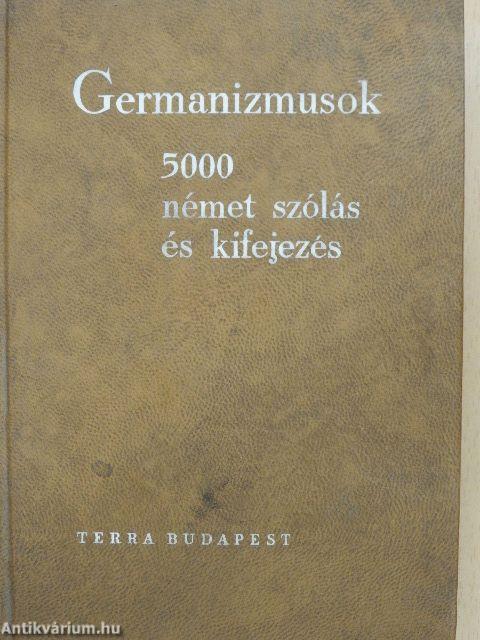 Germanizmusok
5000
német szólás
és kifejezés
TERRA BUDAPEST
Antikvárium.hu